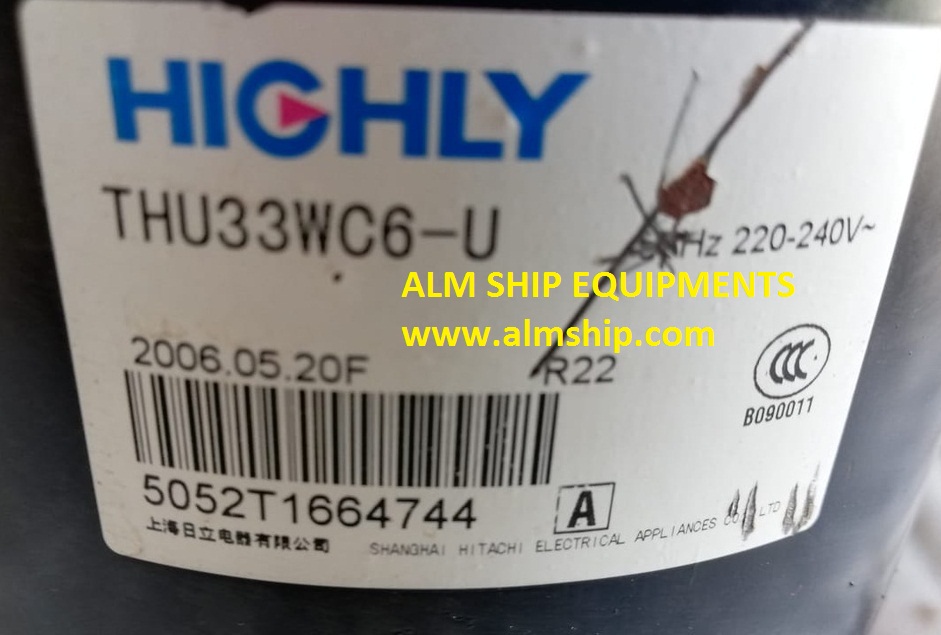 HIGHLY
THU33WC6-U
Hz 220-240V~
ALM SHIP EQUIPMENTS
www.almship.com
2006.05.20F
R22
CCC
B090011
5052T1664744
A
上海日立电器有限公司
SHANGHAI HITACHI ELECTRICAL APPLIANCES CO., LTD